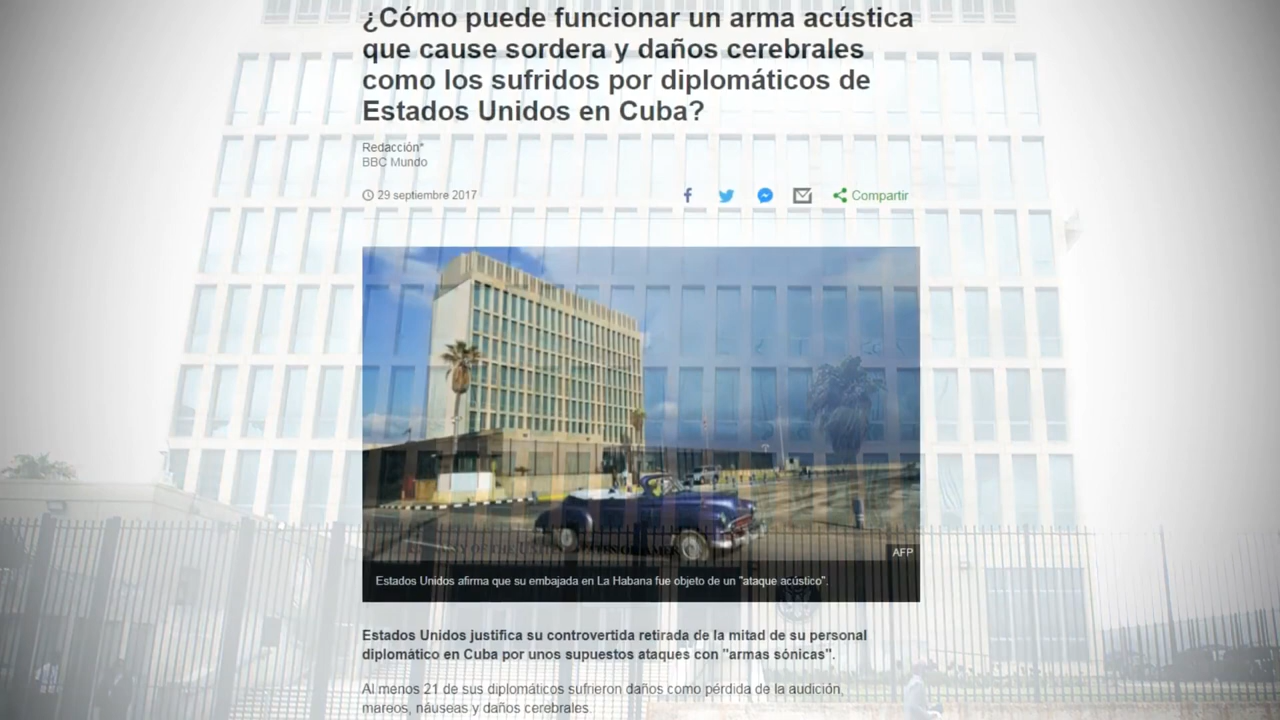 ¿Cómo puede funcionar un arma acústica
que cause sordera y daños cerebrales
como los sufridos por diplomáticos de
Estados Unidos en Cuba?
Redacción*
BBC Mundo
29 septiembre 2017
Compartir
AFP
Estados Unidos afirma que su embajada en La Habana fue objeto de un "ataque acústico".
Estados Unidos justifica su controvertida retirada de la mitad de su personal
diplomático en Cuba por unos supuestos ataques con "armas sónicas".
Al menos 21 de sus diplomáticos sufrieron daños como pérdida de la audición,
mareos, náuseas y daños cerebrales.